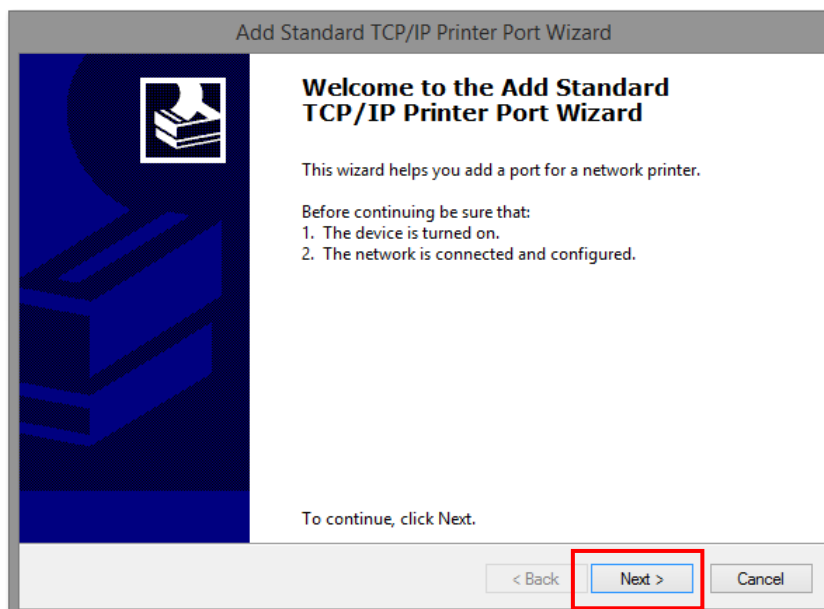 Add Standard TCP/IP Printer Port Wizard
Welcome to the Add Standard
TCP/IP Printer Port Wizard
This wizard helps you add a port for a network printer.
Before continuing be sure that:
1. The device is turned on.
2. The network is connected and configured.
To continue, click Next.
< Back Next > Cancel